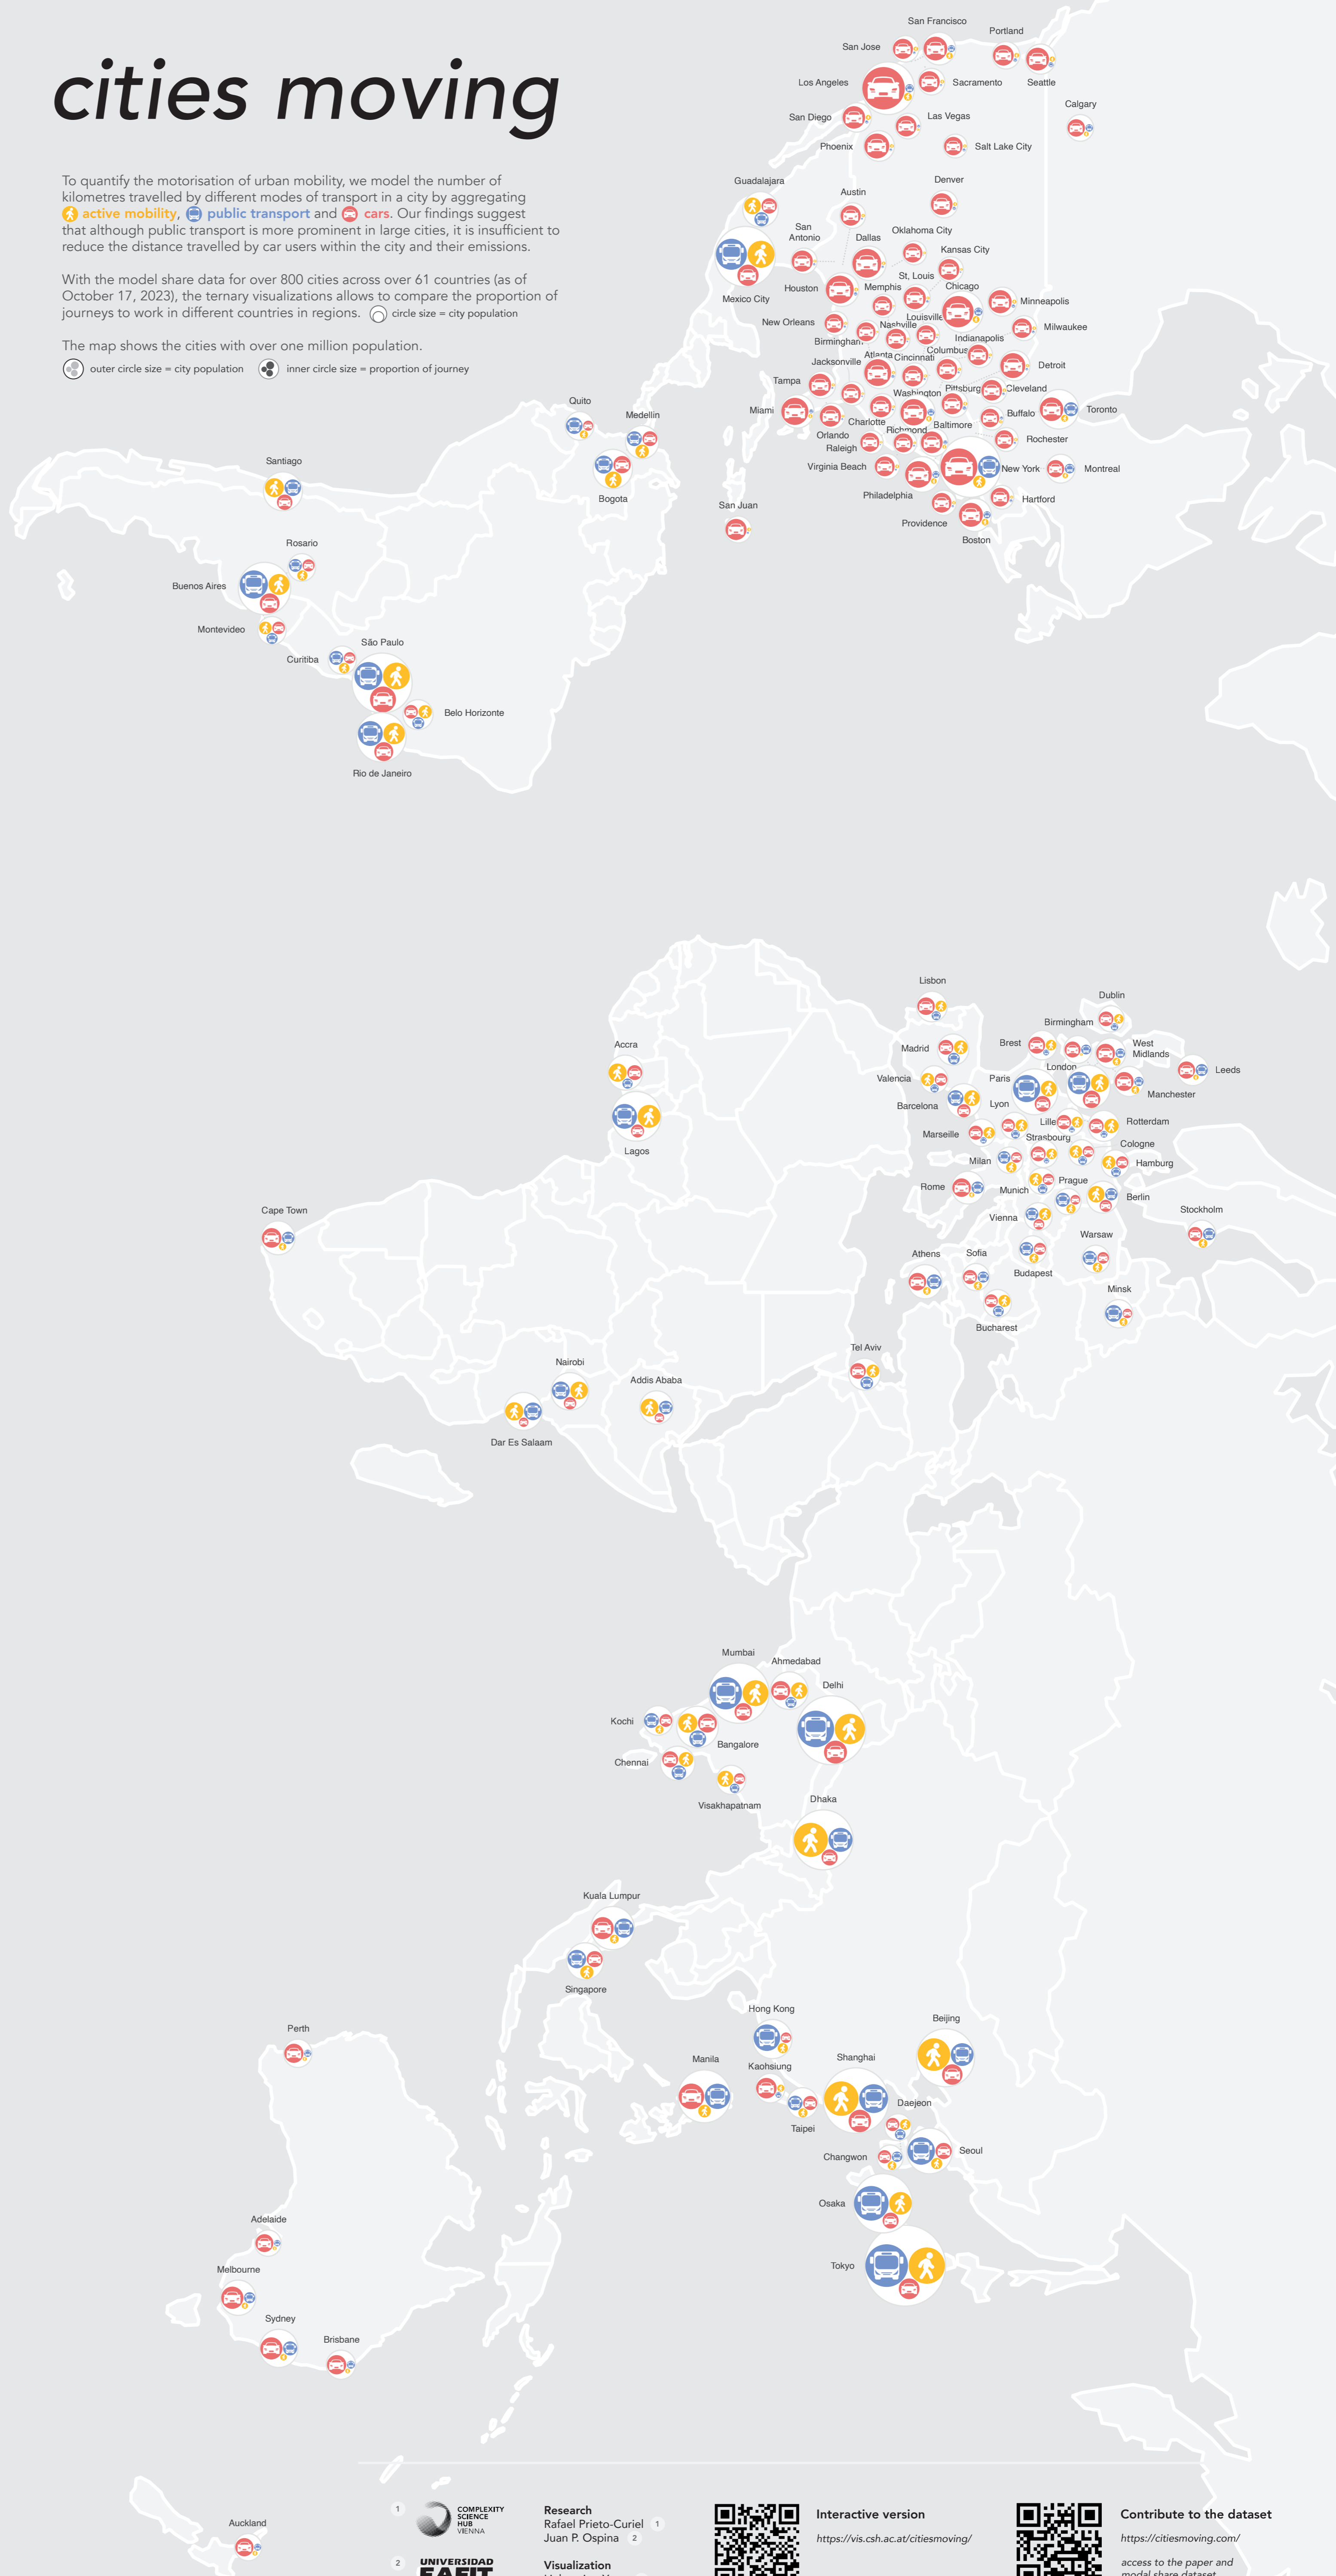 cities moving
To quantify the motorisation of urban mobility, we model the number of
kilometres travelled by different modes of transport in a city by aggregating
active mobility, public transport and cars. Our findings suggest
that although public transport is more prominent in large cities, it is insufficient to
reduce the distance travelled by car users within the city and their emissions.
With the model share data for over 800 cities across over 61 countries (as of
October 17, 2023), the ternary visualizations allows to compare the proportion of
journeys to work in different countries in regions. circle size = city population
The map shows the cities with over one million population.
outer circle size = city population inner circle size = proportion of journey
San Francisco
Portland
San Jose
Los Angeles
Sacramento
Seattle
Calgary
San Diego
Las Vegas
Phoenix
Salt Lake City
Guadalajara
Denver
Austin
San
Antonio
Dallas
Oklahoma City
Kansas City
St, Louis
Chicago
Houston
Memphis
Mexico City
Minneapolis
New Orleans
Louisville
Nashville
Milwaukee
Birmingham
Indianapolis
Columbus
Jacksonville
Atlanta
Cincinnati
Detroit
Tampa
Washington
Pittsburg
Cleveland
Miami
Buffalo
Toronto
Charlotte
Baltimore
Richmond
Orlando
Raleigh
Rochester
Virginia Beach
New York
Montreal
Philadelphia
Hartford
Providence
Boston
San Juan
Quito
Medellin
Bogota
Santiago
Rosario
Buenos Aires
Montevideo
São Paulo
Curitiba
Belo Horizonte
Rio de Janeiro
Lisbon
Dublin
Birmingham
Accra
Madrid
Brest
West
Midlands
London
Leeds
Valencia
Paris
Manchester
Barcelona
Lyon
Lille
Rotterdam
Marseille
Strasbourg
Cologne
Lagos
Milan
Hamburg
Rome
Munich
Prague
Berlin
Cape Town
Vienna
Stockholm
Warsaw
Athens
Sofia
Budapest
Minsk
Bucharest
Tel Aviv
Nairobi
Addis Ababa
Dar Es Salaam
Mumbai
Ahmedabad
Delhi
Kochi
Bangalore
Chennai
Visakhapatnam
Dhaka
Kuala Lumpur
Singapore
Hong Kong
Beijing
Perth
Manila
Kaohsiung
Shanghai
Daejeon
Taipei
Changwon
Seoul
Osaka
Tokyo
Adelaide
Melbourne
Sydney
Brisbane
Auckland
1
COMPLEXITY
SCIENCE
HUB
VIENNA
2
UNIVERSIDAD
EAFIT
Research
Rafael Prieto-Curiel 1
Juan P. Ospina 2
Visualization
Interactive version
https://vis.csh.ac.at/citiesmoving/
Contribute to the dataset
https://citiesmoving.com/
access to the paper and
modal share dataset